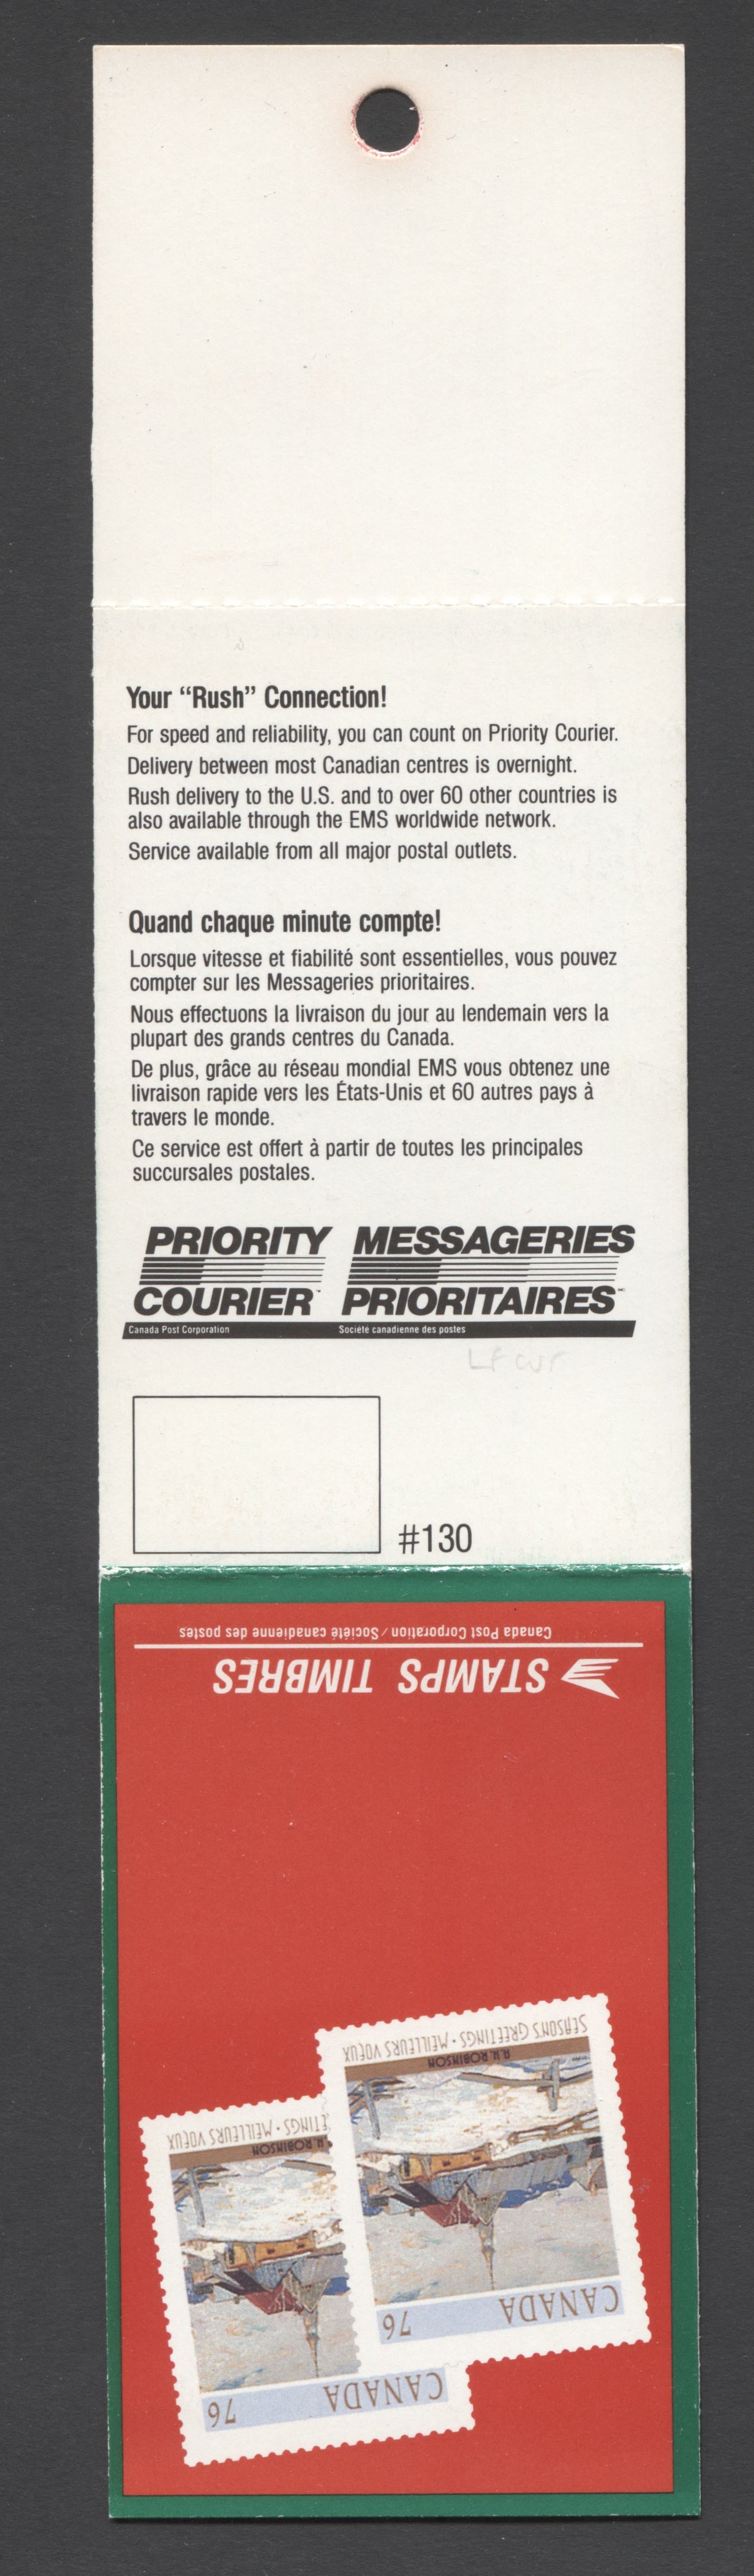 Your “Rush” Connection!
For speed and reliability, you can count on Priority Courier.
Delivery between most Canadian centres is overnight.
Rush delivery to the U.S. and to over 60 other countries is
also available through the EMS worldwide network.
Service available from all major postal outlets.
Quand chaque minute compte!
Lorsque vitesse et fiabilité sont essentielles, vous pouvez
compter sur les Messageries prioritaires.
Nous effectuons la livraison du jour au lendemain vers la
plupart des grands centres du Canada.
De plus, grâce au réseau mondial EMS vous obtenez une
livraison rapide vers les États-Unis et 60 autres pays à
travers le monde.
Ce service est offert à partir de toutes les principales
succursales postales.
PRIORITY MESSAGERIES
COURIER™ PRIORITAIRES
Canada Post Corporation Société canadienne des postes
#130
Canada Post Corporation / Société canadienne des postes
STAMPS TIMBRES
SEASON'S GREETINGS · MEILLEURS VOEUX
A.H. ROBINSON
CANADA 76
MEILLEURS VOEUX
ROBINSON
CANADA 76